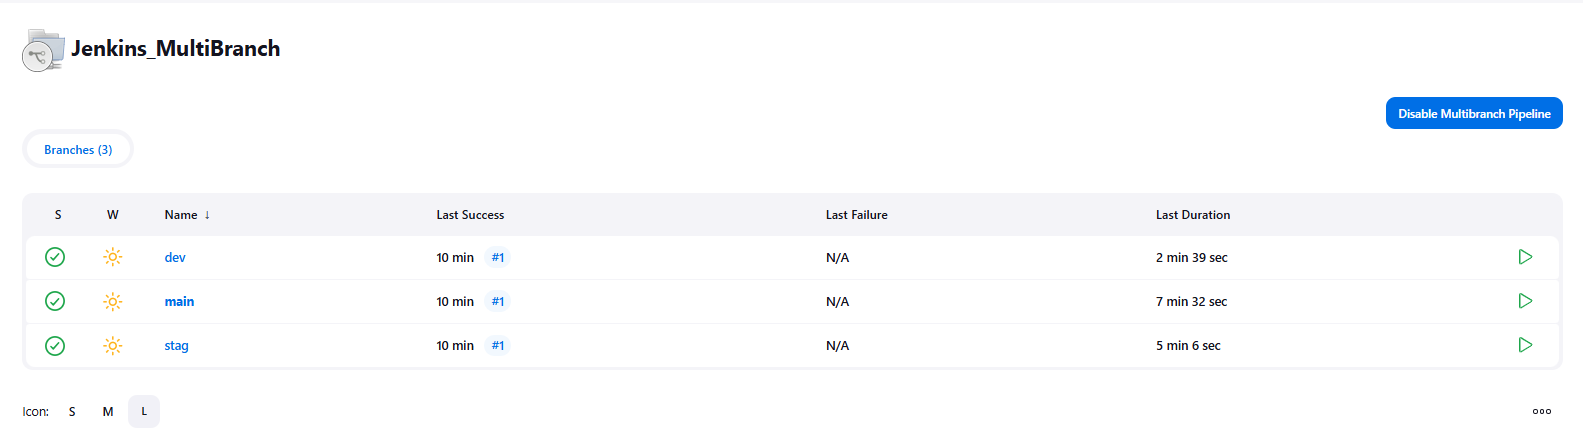 Jenkins_MultiBranch
Disable Multibranch Pipeline
Branches (3)
S W Name ↓ Last Success Last Failure Last Duration
dev 10 min #1 N/A 2 min 39 sec
main 10 min #1 N/A 7 min 32 sec
stag 10 min #1 N/A 5 min 6 sec
Icon: S M L